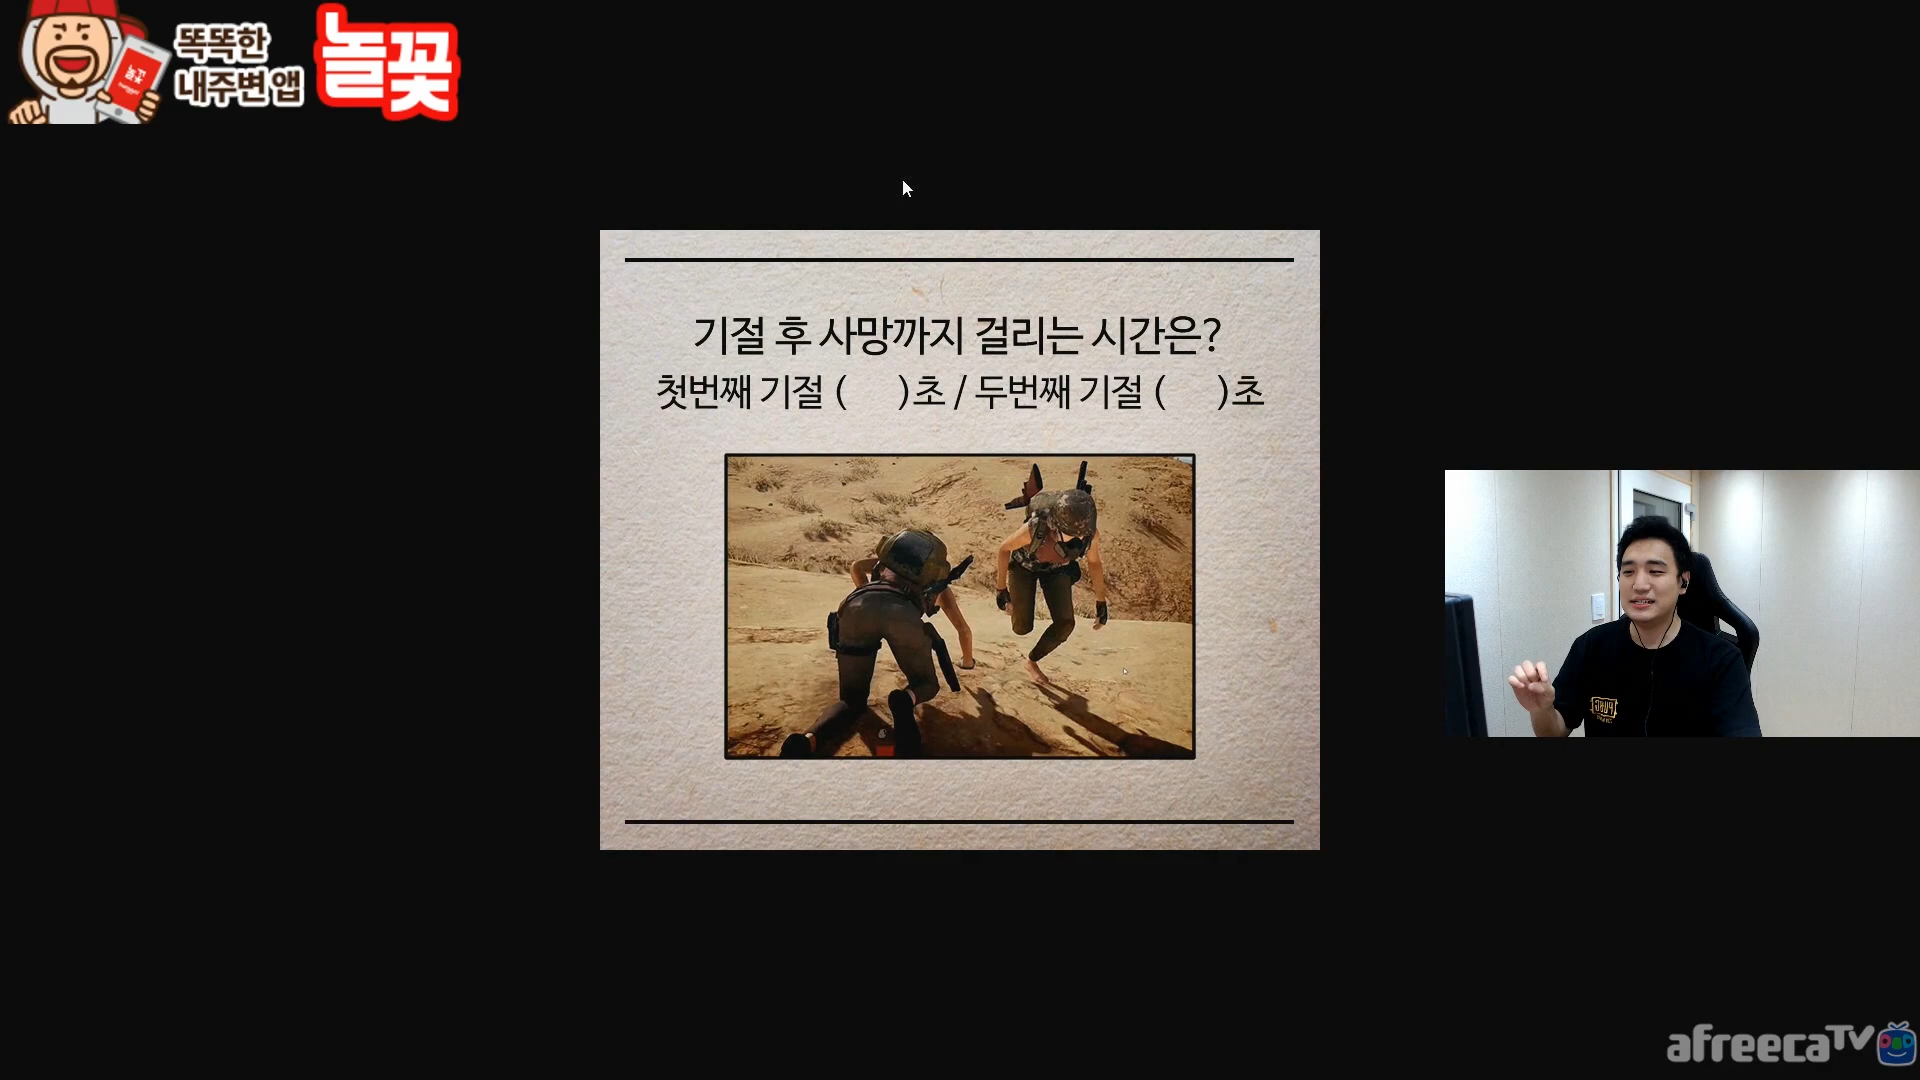 똑똑한
내주변 앱
놀꽃
기절 후 사망까지 걸리는 시간은?
첫번째 기절 (     )초 / 두번째 기절 (     )초
afreecaTV